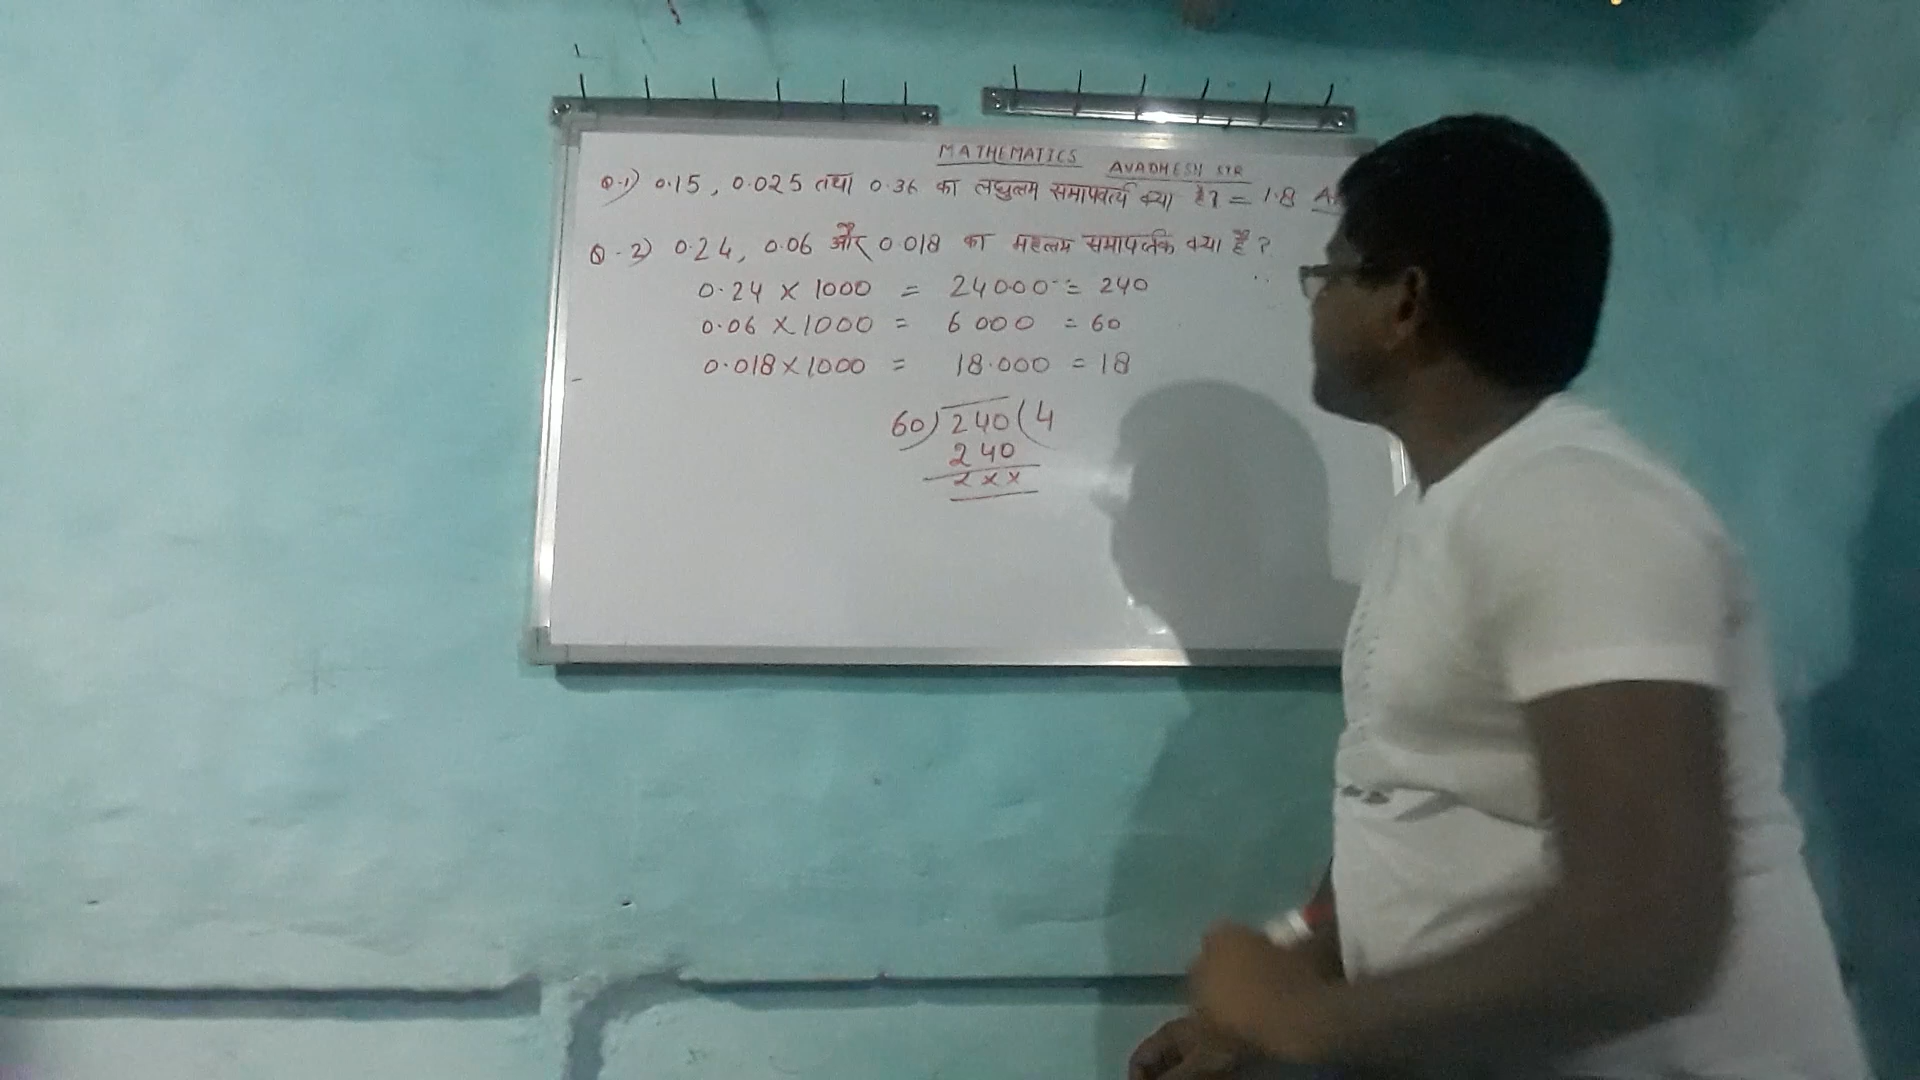 MATHEMATICS AVADHESH SIR
Q.1) 0.15, 0.025 तथा 0.36 का लघुत्तम समापवर्त्य क्या है? = 1.8
Q.2) 0.24, 0.06 और 0.018 का महत्तम समापवर्तक क्या है?
0.24 × 1000 = 24000 = 240
0.06 × 1000 = 6000 = 60
0.018 × 1000 = 18.000 = 18
60) 240 (4
240
× × ×